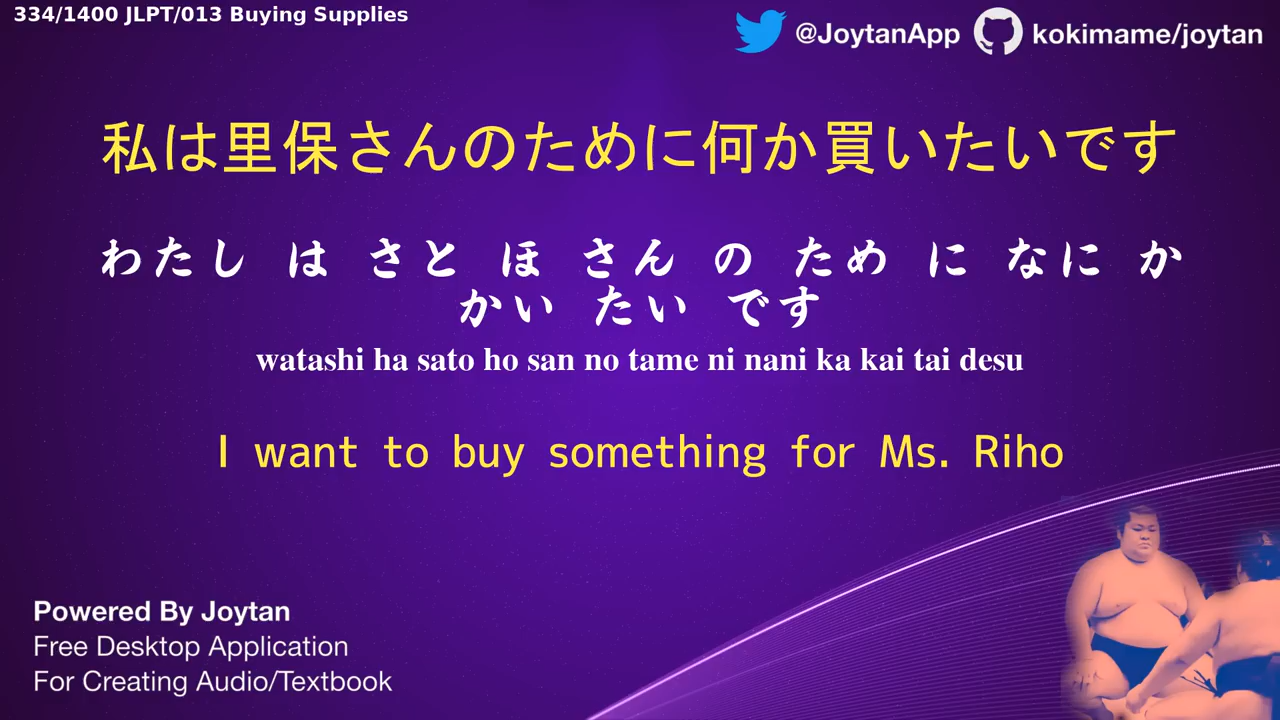 334/1400 JLPT/013 Buying Supplies
@JoytanApp
kokimame/joytan
私は里保さんのために何か買いたいです
わたし は さと ほ さん の ため に なに か
かい たい です
watashi ha sato ho san no tame ni nani ka kai tai desu
I want to buy something for Ms. Riho
Powered By Joytan
Free Desktop Application
For Creating Audio/Textbook